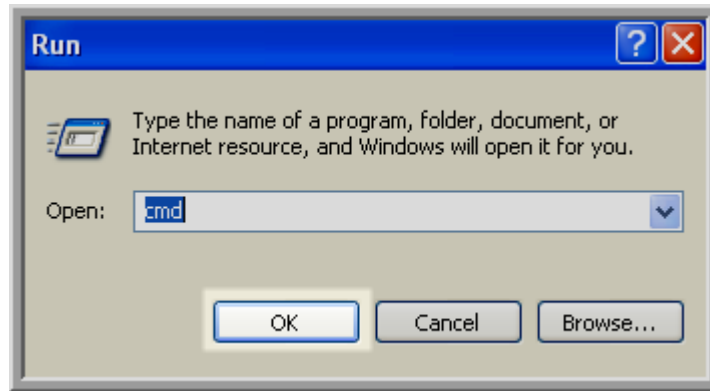 Run
Type the name of a program, folder, document, or
Internet resource, and Windows will open it for you.
Open: cmd
OK Cancel Browse...